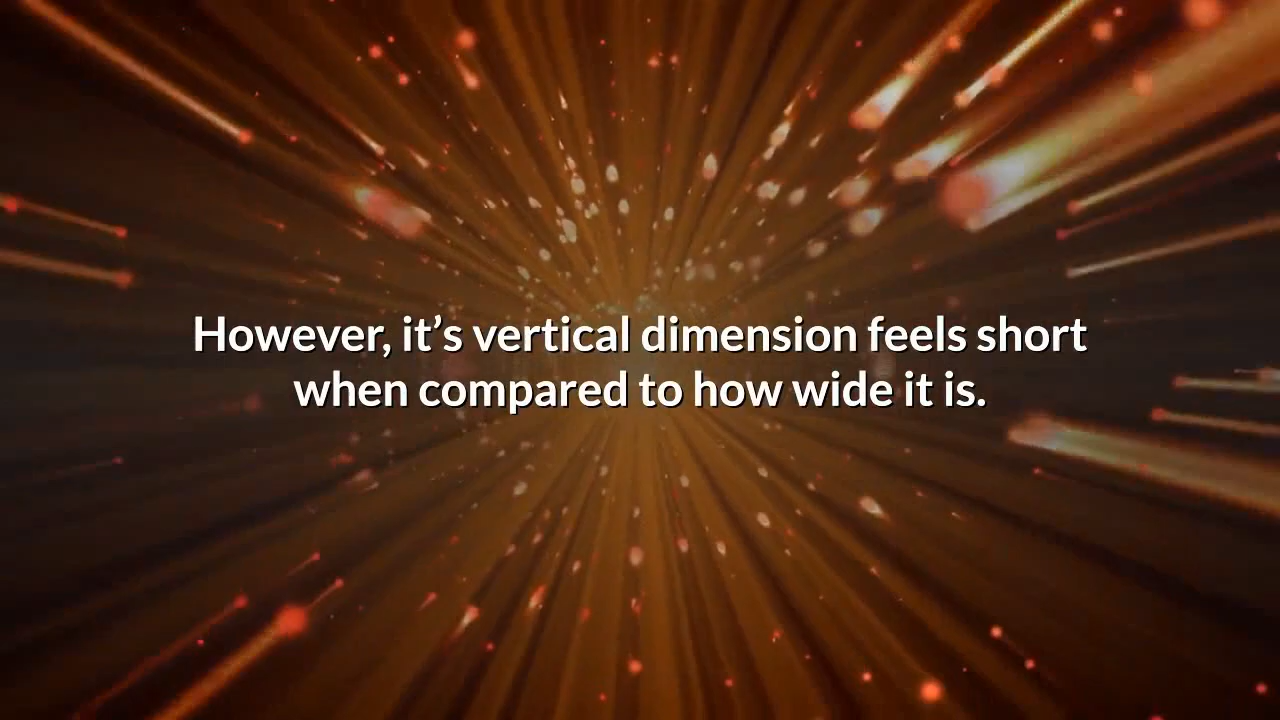 However, it’s vertical dimension feels short
when compared to how wide it is.